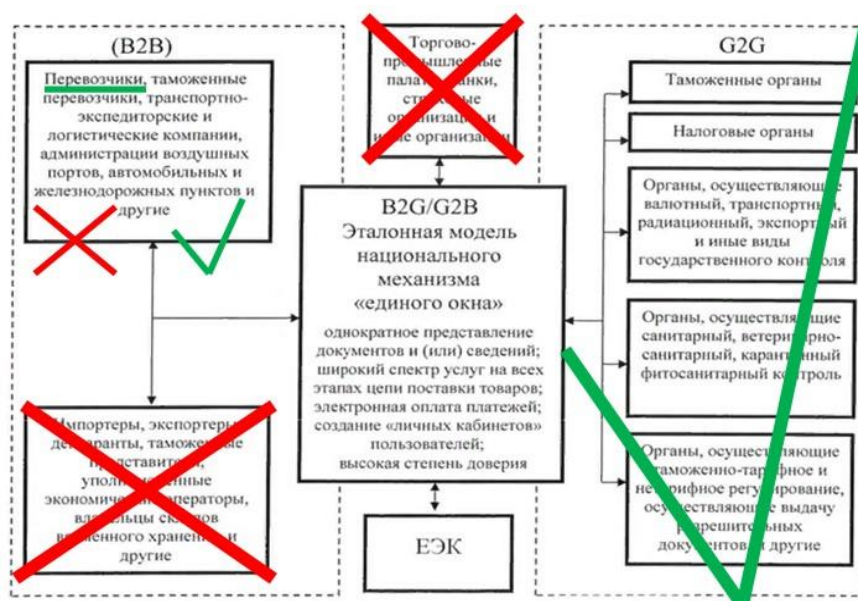 (B2B)
Перевозчики, таможенные
перевозчики, транспортно-
экспедиторские и
логистические компании,
администрации воздушных
портов, автомобильных и
железнодорожных пунктов и
другие
Импортеры, экспортеры,
декларанты, таможенные
представители,
уполномоченные
экономические операторы,
владельцы складов
временного хранения и
другие
Торгово-
промышленные
палаты, банки,
страховые
организации и
иные организации
B2G/G2B
Эталонная модель
национального
механизма
«единого окна»
однократное представление
документов и (или) сведений;
широкий спектр услуг на всех
этапах цепи поставки товаров;
электронная оплата платежей;
создание «личных кабинетов»
пользователей;
высокая степень доверия
ЕЭК
G2G
Таможенные органы
Налоговые органы
Органы, осуществляющие
валютный, транспортный,
радиационный, экспортный
и иные виды
государственного контроля
Органы, осуществляющие
санитарный, ветеринарно-
санитарный, карантинный
фитосанитарный контроль
Органы, осуществляющие
таможенно-тарифное и
нетарифное регулирование,
осуществляющие выдачу
разрешительных
документов и другие